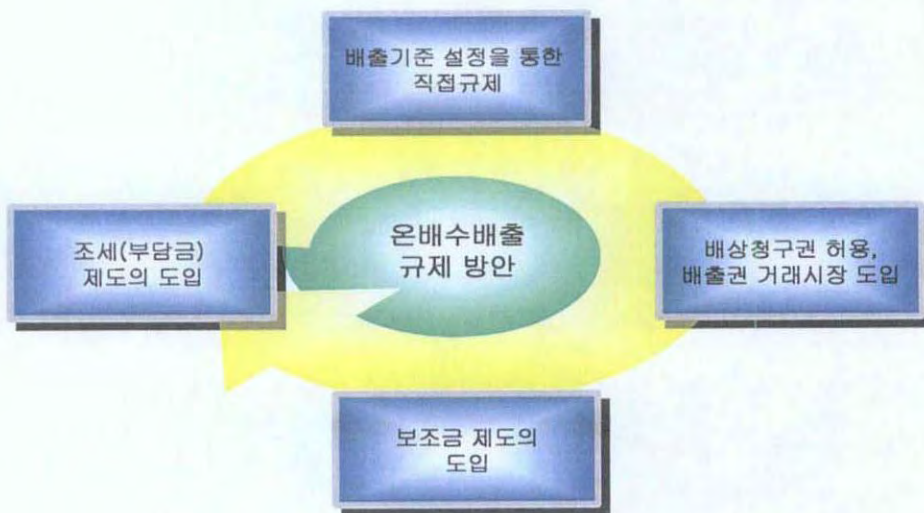 배출기준 설정을 통한
직접규제
조세(부담금)
제도의 도입
온배수배출
규제 방안
배상청구권 허용,
배출권 거래시장 도입
보조금 제도의
도입